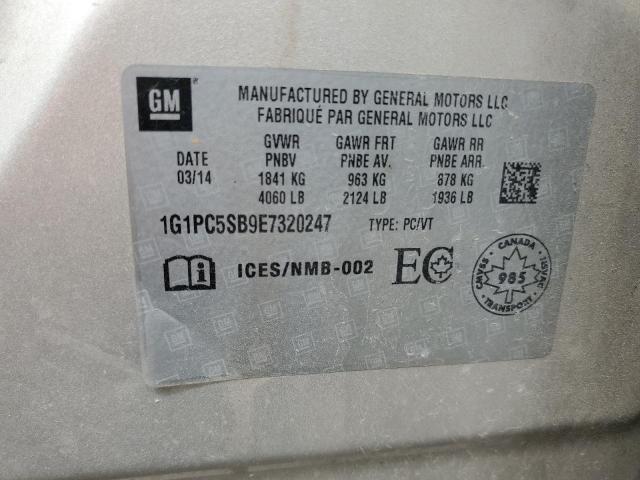 GM
MANUFACTURED BY GENERAL MOTORS LLC
FABRIQUÉ PAR GENERAL MOTORS LLC
GVWR GAWR FRT GAWR RR
DATE PNBV PNBE AV. PNBE ARR.
03/14 1841 KG 963 KG 878 KG
4060 LB 2124 LB 1936 LB
1G1PC5SB9E7320247 TYPE: PC/VT
i ICES/NMB-002 EC
CANADA
CMVSS 985 NSVAC
TRANSPORT